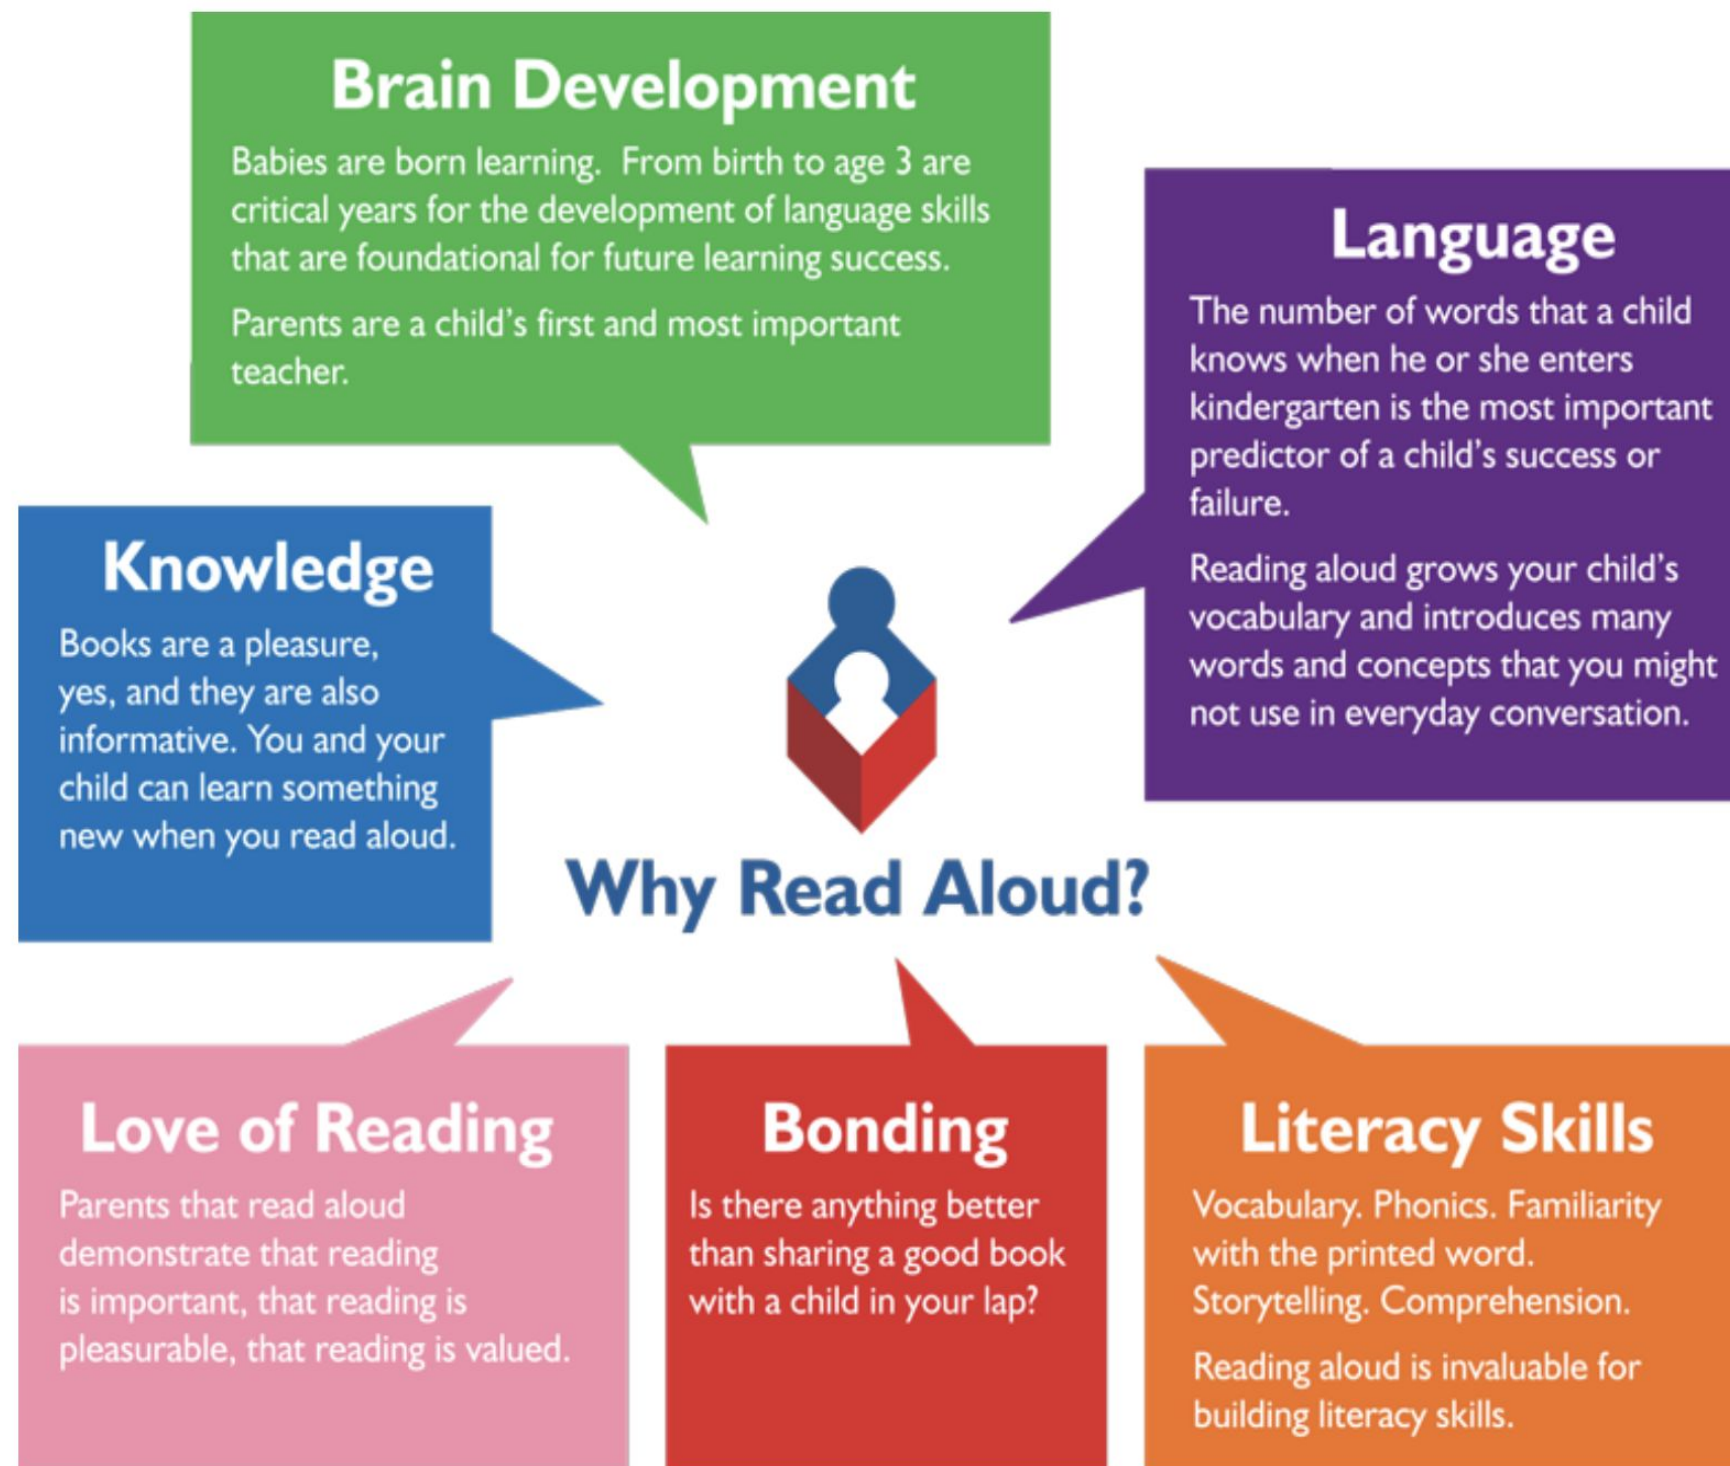 Brain Development
Babies are born learning.  From birth to age 3 are
critical years for the development of language skills
that are foundational for future learning success.
Parents are a child's first and most important
teacher.
Language
The number of words that a child
knows when he or she enters
kindergarten is the most important
predictor of a child's success or
failure.
Reading aloud grows your child's
vocabulary and introduces many
words and concepts that you might
not use in everyday conversation.
Knowledge
Books are a pleasure,
yes, and they are also
informative. You and your
child can learn something
new when you read aloud.
Why Read Aloud?
Love of Reading
Parents that read aloud
demonstrate that reading
is important, that reading is
pleasurable, that reading is valued.
Bonding
Is there anything better
than sharing a good book
with a child in your lap?
Literacy Skills
Vocabulary. Phonics. Familiarity
with the printed word.
Storytelling. Comprehension.
Reading aloud is invaluable for
building literacy skills.